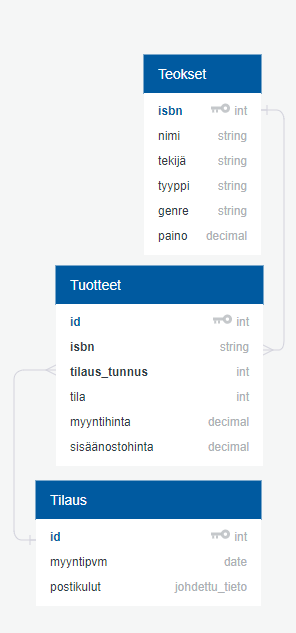 Teokset
isbn int
nimi string
tekijä string
tyyppi string
genre string
paino decimal
Tuotteet
id int
isbn string
tilaus_tunnus int
tila int
myyntihinta decimal
sisäänostohinta decimal
Tilaus
id int
myyntipvm date
postikulut johdettu_tieto